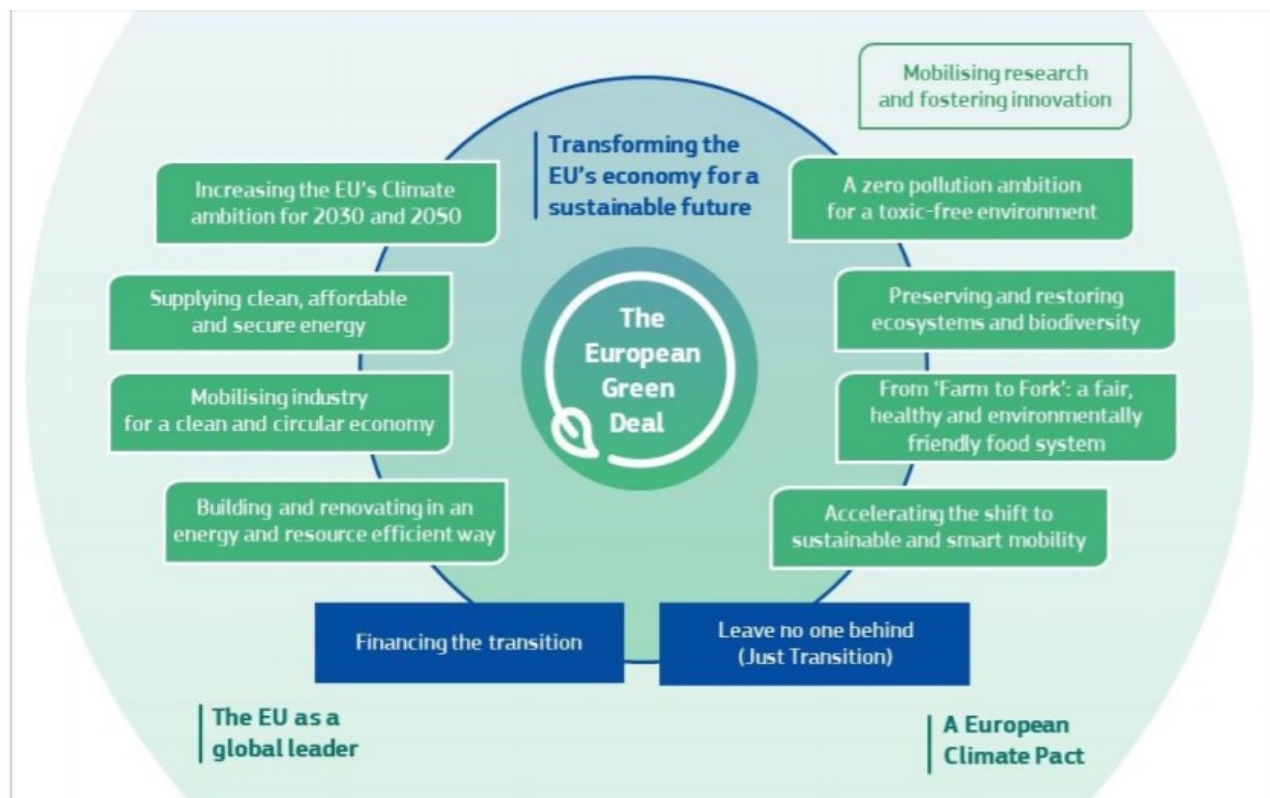 Mobilising research
and fostering innovation
Transforming the
EU's economy for a
sustainable future
Increasing the EU's Climate
ambition for 2030 and 2050
A zero pollution ambition
for a toxic-free environment
Supplying clean, affordable
and secure energy
Preserving and restoring
ecosystems and biodiversity
The
European
Green
Deal
Mobilising industry
for a clean and circular economy
From 'Farm to Fork': a fair,
healthy and environmentally
friendly food system
Building and renovating in an
energy and resource efficient way
Accelerating the shift to
sustainable and smart mobility
Financing the transition
Leave no one behind
(Just Transition)
The EU as a
global leader
A European
Climate Pact